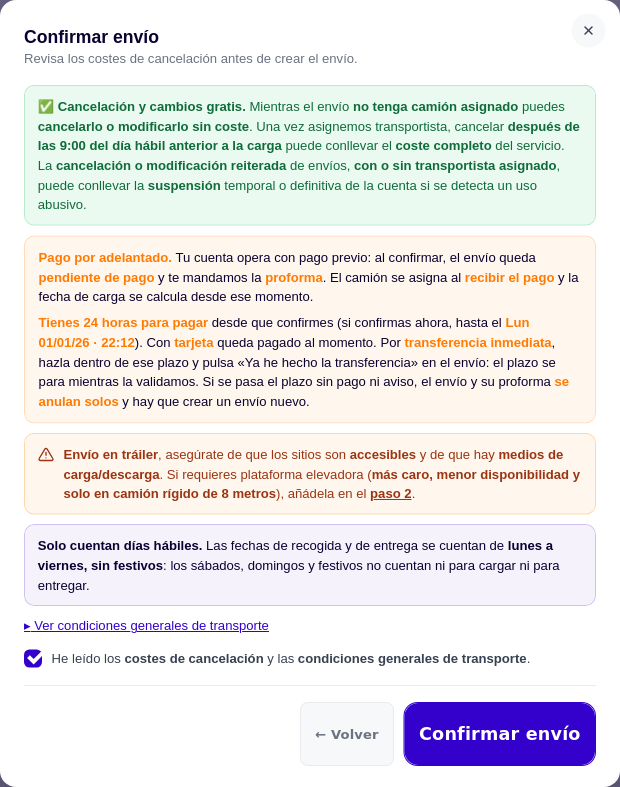 Confirmar envío
✕
Revisa los costes de cancelación antes de crear el envío.
✅ Cancelación y cambios gratis. Mientras el envío no tenga camión asignado puedes
cancelarlo o modificarlo sin coste. Una vez asignemos transportista, cancelar después de
las 9:00 del día hábil anterior a la carga puede conllevar el coste completo del servicio.
La cancelación o modificación reiterada de envíos, con o sin transportista asignado,
puede conllevar la suspensión temporal o definitiva de la cuenta si se detecta un uso
abusivo.
Pago por adelantado. Tu cuenta opera con pago previo: al confirmar, el envío queda
pendiente de pago y te mandamos la proforma. El camión se asigna al recibir el pago y la
fecha de carga se calcula desde ese momento.
Tienes 24 horas para pagar desde que confirmes (si confirmas ahora, hasta el Lun
01/01/26 · 22:12). Con tarjeta queda pagado al momento. Por transferencia inmediata,
hazla dentro de ese plazo y pulsa «Ya he hecho la transferencia» en el envío: el plazo se
para mientras la validamos. Si se pasa el plazo sin pago ni aviso, el envío y su proforma se
anulan solos y hay que crear un envío nuevo.
Envío en tráiler, asegúrate de que los sitios son accesibles y de que hay medios de
carga/descarga. Si requieres plataforma elevadora (más caro, menor disponibilidad y
solo en camión rígido de 8 metros), añádela en el paso 2.
Solo cuentan días hábiles. Las fechas de recogida y de entrega se cuentan de lunes a
viernes, sin festivos: los sábados, domingos y festivos no cuentan ni para cargar ni para
entregar.
▸ Ver condiciones generales de transporte
He leído los costes de cancelación y las condiciones generales de transporte.
← Volver
Confirmar envío